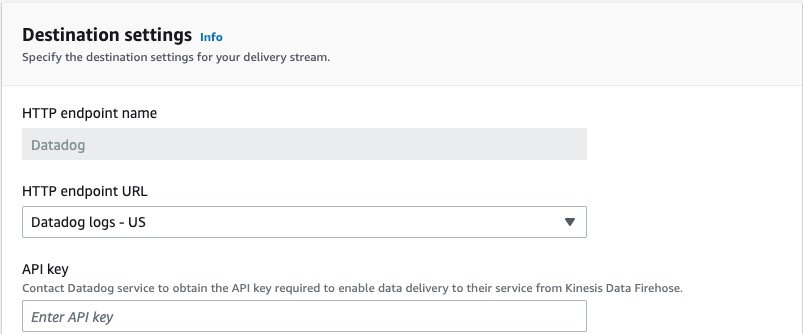 Destination settings Info
Specify the destination settings for your delivery stream.
HTTP endpoint name
Datadog
HTTP endpoint URL
Datadog logs - US
API key
Contact Datadog service to obtain the API key required to enable data delivery to their service from Kinesis Data Firehose.
Enter API key